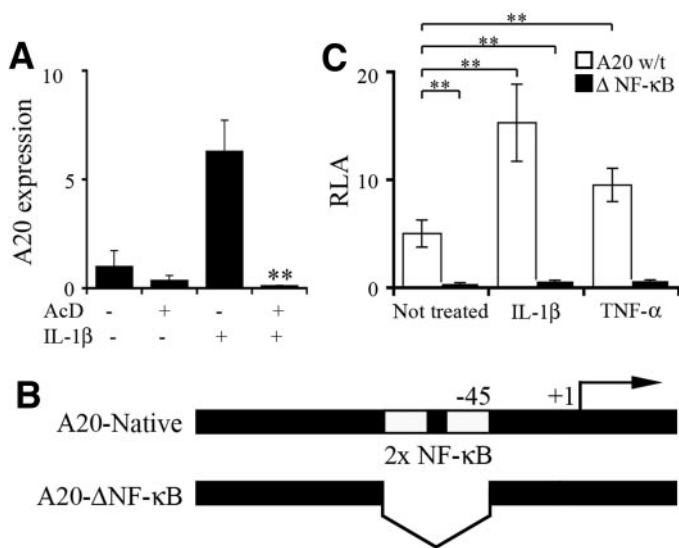 A
10
5
0
A20 expression
**
AcD - + - +
IL-1β - - + +
C
**
**
**
**
A20 w/t
Δ NF-κB
20
10
0
RLA
Not treated IL-1β TNF-α
B
-45 +1
A20-Native
2x NF-κB
A20-ΔNF-κB